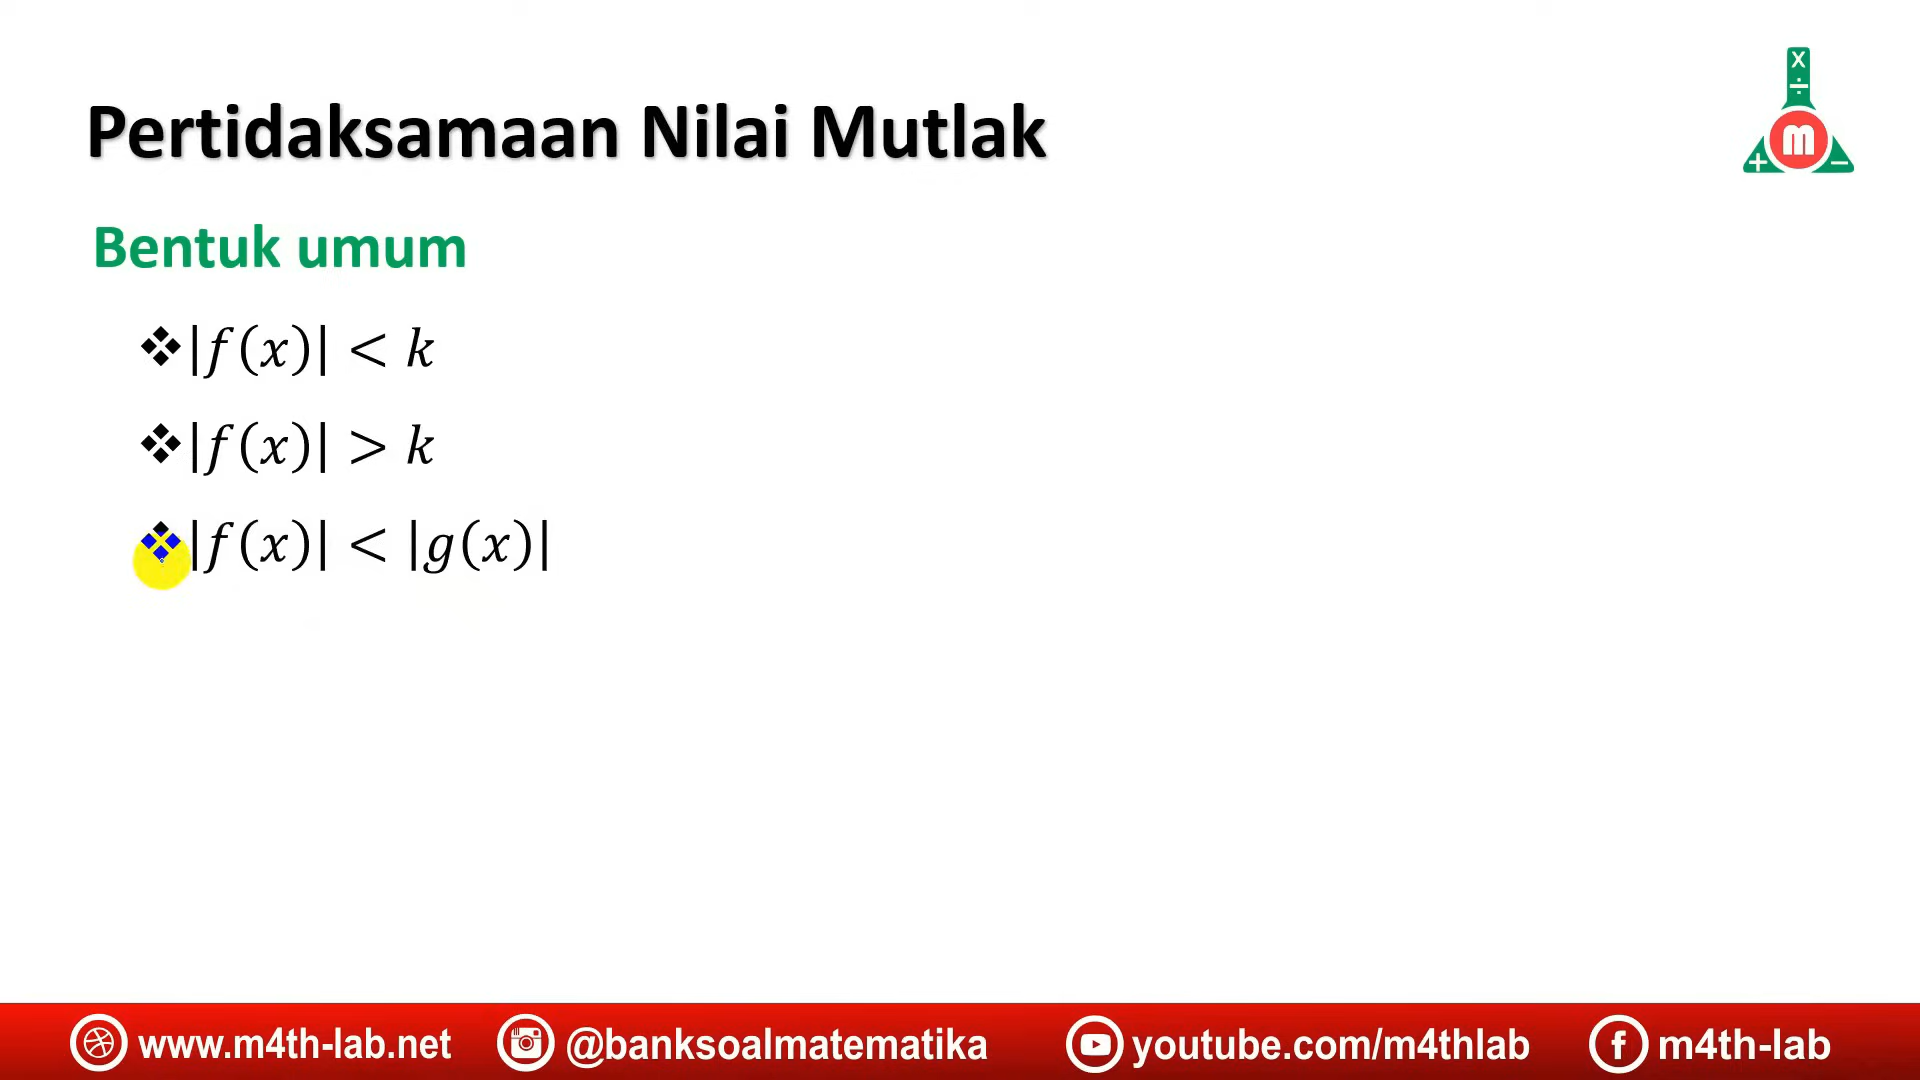 Pertidaksamaan Nilai Mutlak
Bentuk umum
❖|f(x)| < k
❖|f(x)| > k
❖|f(x)| < |g(x)|
x
÷
m
+ −
www.m4th-lab.net @banksoalmatematika youtube.com/m4thlab f m4th-lab